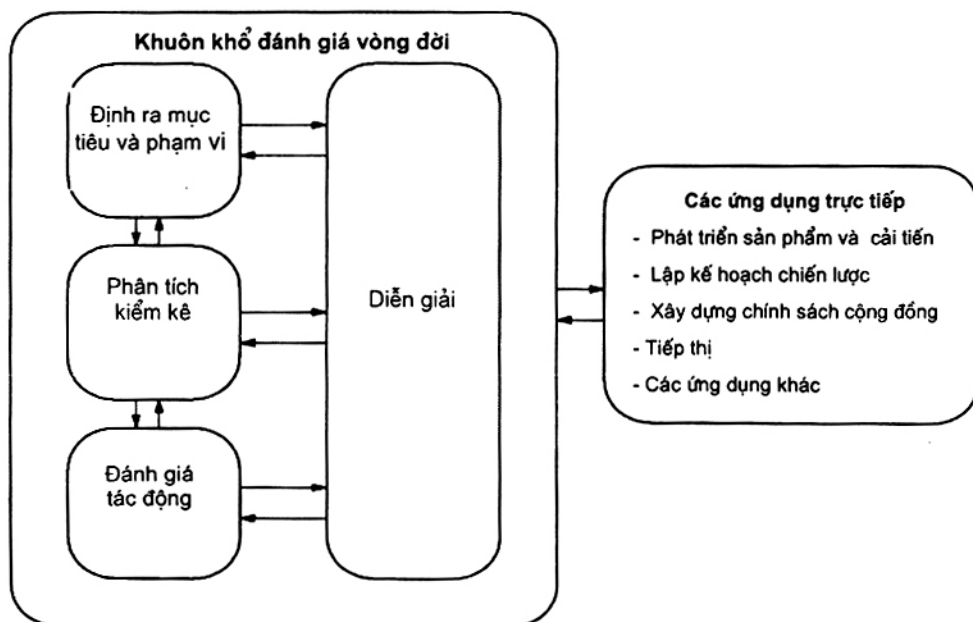 Khuôn khổ đánh giá vòng đời
Định ra mục
tiêu và phạm vi
Phân tích
kiểm kê
Đánh giá
tác động
Diễn giải
Các ứng dụng trực tiếp
- Phát triển sản phẩm và cải tiến
- Lập kế hoạch chiến lược
- Xây dựng chính sách cộng đồng
- Tiếp thị
- Các ứng dụng khác